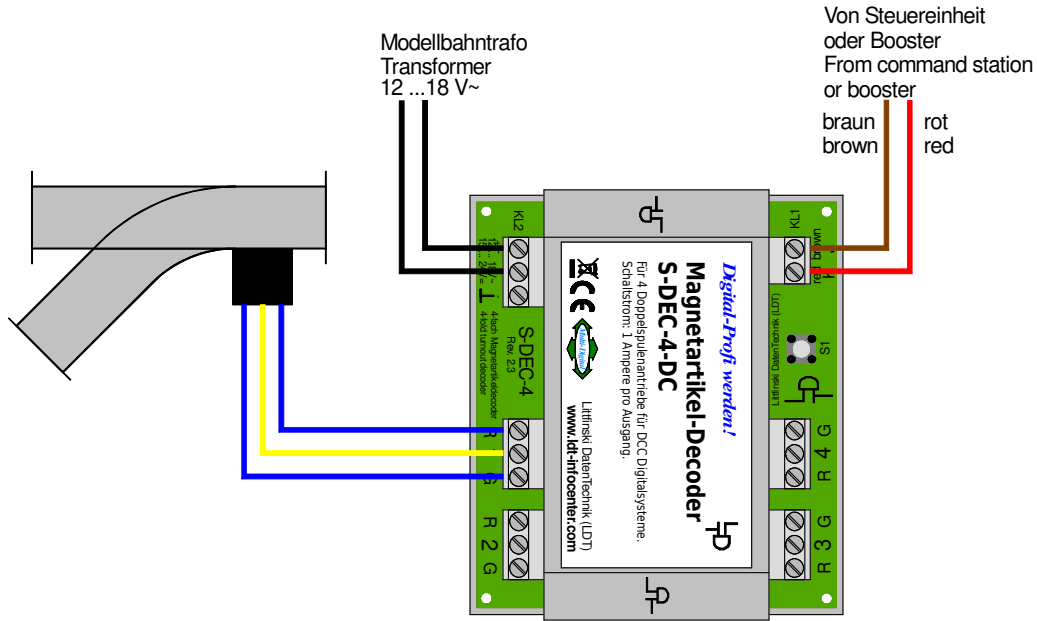 Modellbahntrafo
Transformer
12 ...18 V~
Von Steuereinheit
oder Booster
From command station
or booster
braun
brown
rot
red
KL2
KL1
red brown
S1
Littfinski DatenTechnik (LDT)
4-fach Magnetartikeldecoder
4-fold turnout decoder
S-DEC-4
Rev. 2.3
Digital-Profi werden!
Magnetartikel-Decoder
S-DEC-4-DC
Für 4 Doppelspulenantriebe für DCC Digitalsysteme.
Schaltstrom: 1 Ampere pro Ausgang.
CE
Multi-Digital
Littfinski DatenTechnik (LDT)
www.ldt-infocenter.com
R
G
R 2 G
R 4 G
R 3 G